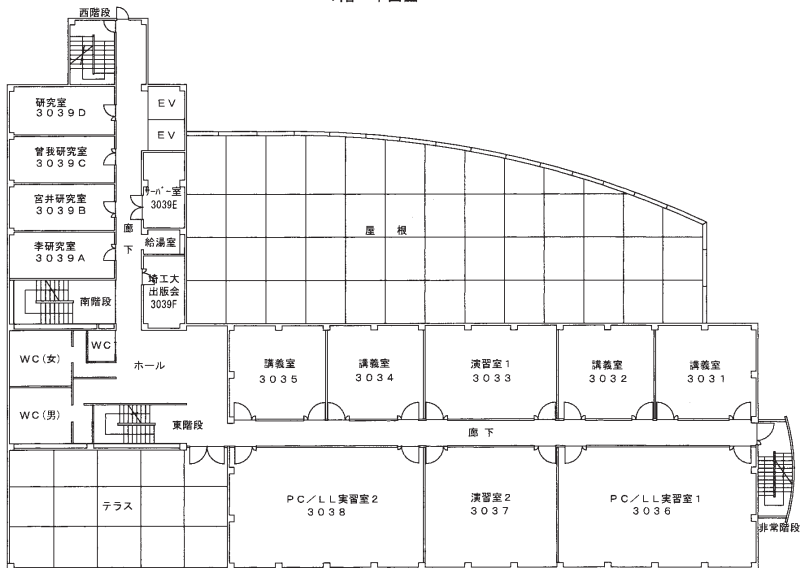 西階段
研究室
3039D
EV
曽我研究室
3039C
EV
宮井研究室
3039B
サーバー室
3039E
廊
下
給湯室
李研究室
3039A
埼工大
出版会
3039F
南階段
屋根
WC(女)
WC
ホール
WC(男)
東階段
講義室
3035
講義室
3034
演習室1
3033
講義室
3032
講義室
3031
廊下
テラス
PC/LL実習室2
3038
演習室2
3037
PC/LL実習室1
3036
非常階段